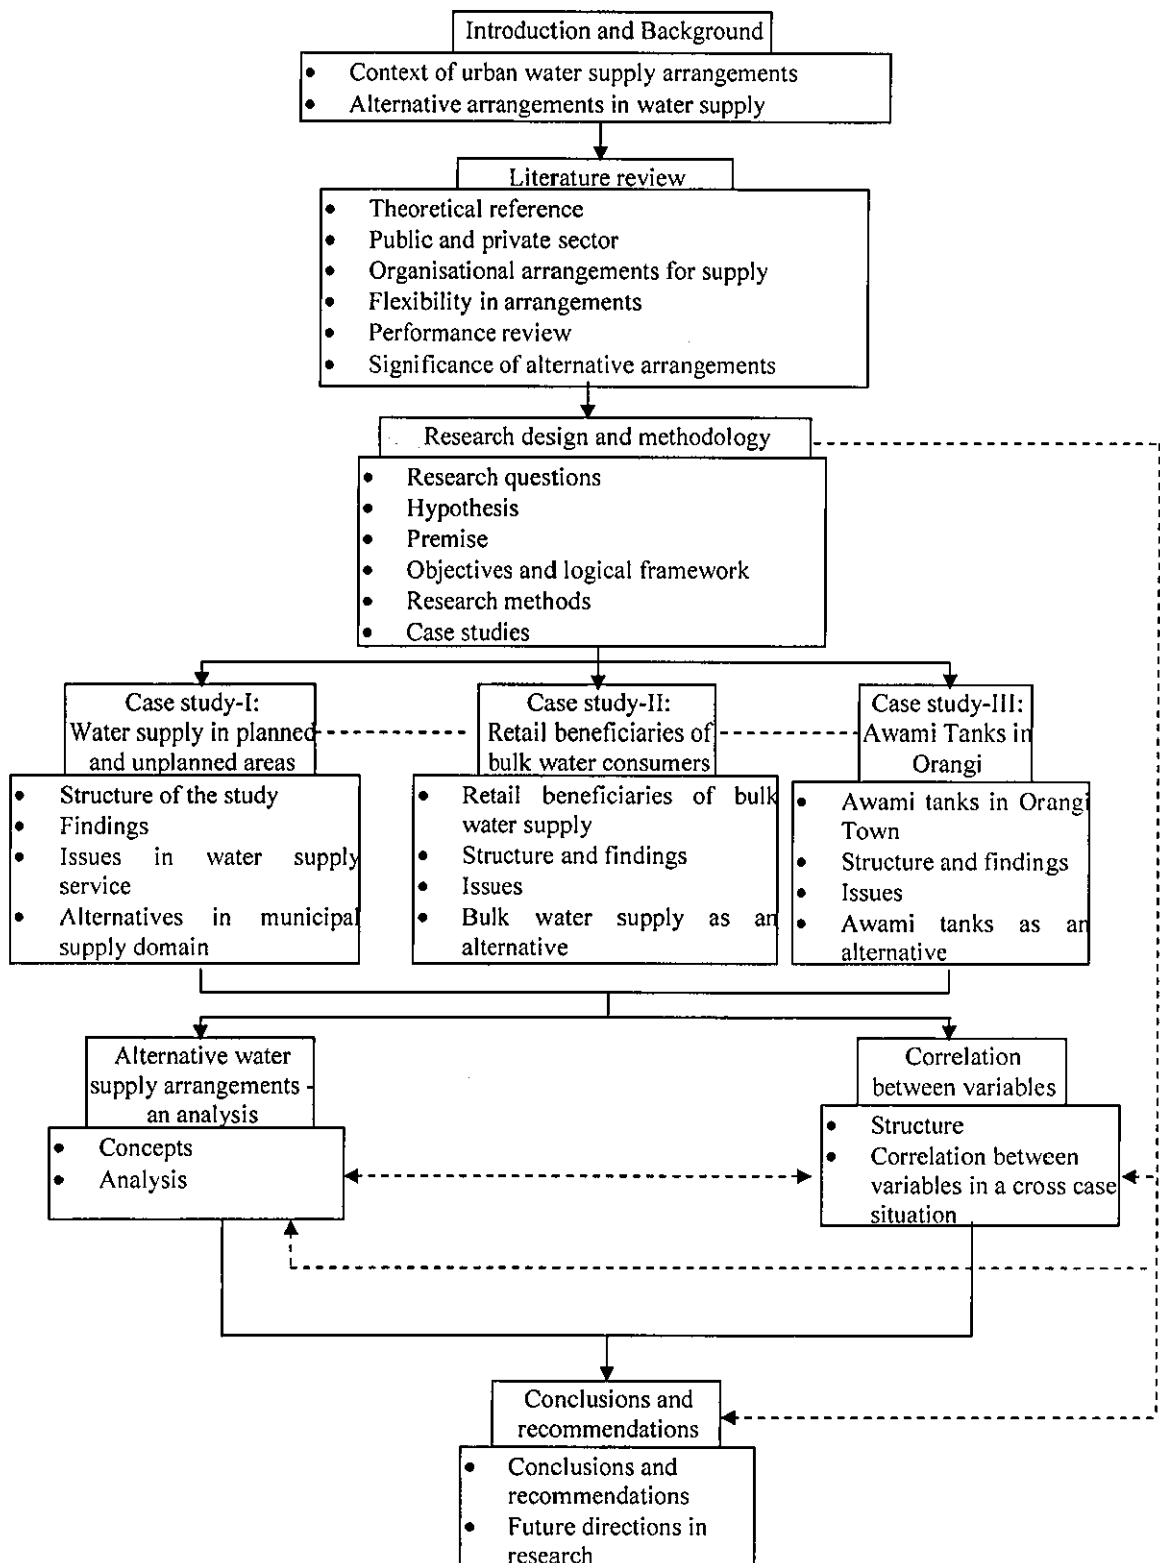 Introduction and Background
• Context of urban water supply arrangements
• Alternative arrangements in water supply
Literature review
• Theoretical reference
• Public and private sector
• Organisational arrangements for supply
• Flexibility in arrangements
• Performance review
• Significance of alternative arrangements
Research design and methodology
• Research questions
• Hypothesis
• Premise
• Objectives and logical framework
• Research methods
• Case studies
Case study-I:
Water supply in planned
and unplanned areas
• Structure of the study
• Findings
• Issues in water supply
service
• Alternatives in municipal
supply domain
Case study-II:
Retail beneficiaries of
bulk water consumers
• Retail beneficiaries of bulk
water supply
• Structure and findings
• Issues
• Bulk water supply as an
alternative
Case study-III:
Awami Tanks in
Orangi
• Awami tanks in Orangi
Town
• Structure and findings
• Issues
• Awami tanks as an
alternative
Alternative water
supply arrangements -
an analysis
• Concepts
• Analysis
Correlation
between variables
• Structure
• Correlation between
variables in a cross case
situation
Conclusions and
recommendations
• Conclusions and
recommendations
• Future directions in
research